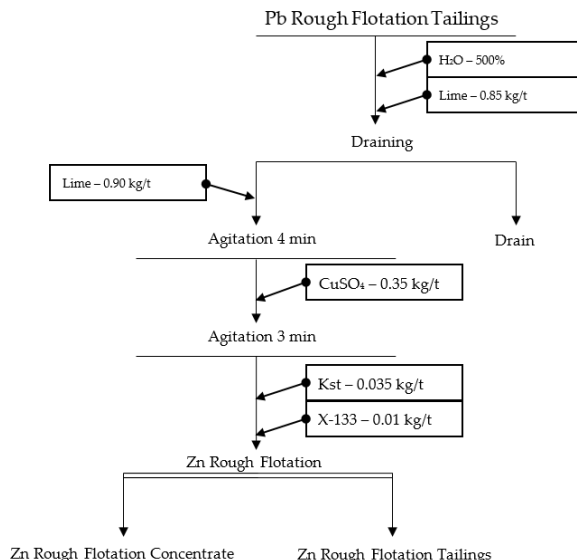 Pb Rough Flotation Tailings
H₂O – 500%
Lime – 0.85 kg/t
Draining
Lime – 0.90 kg/t
Agitation 4 min
Drain
CuSO₄ – 0.35 kg/t
Agitation 3 min
Kst – 0.035 kg/t
X-133 – 0.01 kg/t
Zn Rough Flotation
Zn Rough Flotation Concentrate
Zn Rough Flotation Tailings